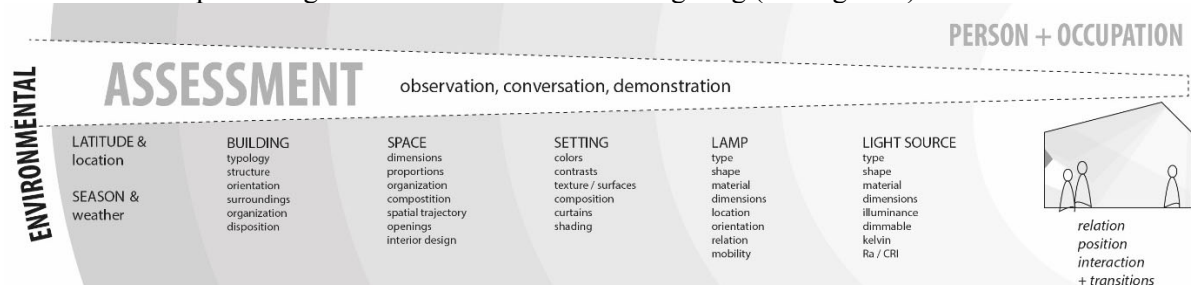 PERSON + OCCUPATION
ENVIRONMENTAL
ASSESSMENT
observation, conversation, demonstration
LATITUDE &
location
SEASON &
weather
BUILDING
typology
structure
orientation
surroundings
organization
disposition
SPACE
dimensions
proportions
organization
compostition
spatial trajectory
openings
interior design
SETTING
colors
contrasts
texture / surfaces
composition
curtains
shading
LAMP
type
shape
material
dimensions
location
orientation
relation
mobility
LIGHT SOURCE
type
shape
material
dimensions
illuminance
dimmable
kelvin
Ra / CRI
relation
position
interaction
+ transitions